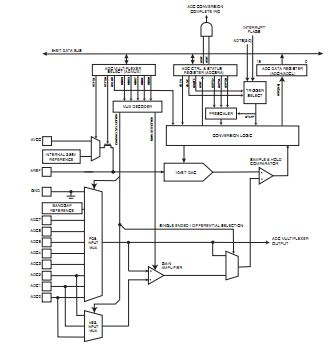 ADC CONVERSION
COMPLETE IRQ
INTERRUPT
FLAGS
ADTS[2:0]
8-BIT DATA BUS
15
0
ADC MULTIPLEXER
SELECT (ADMUX)
ADC CTRL. & STATUS
REGISTER (ADCSRA)
ADC DATA REGISTER
(ADCH/ADCL)
TRIGGER
SELECT
MUX DECODER
PRESCALER
START
CONVERSION LOGIC
AVCC
INTERNAL 2.56V
REFERENCE
AREF
SAMPLE & HOLD
COMPARATOR
10-BIT DAC
GND
BANDGAP
REFERENCE
ADC7
ADC6
ADC5
ADC4
ADC3
ADC2
ADC1
ADC0
POS.
INPUT
MUX
SINGLE ENDED / DIFFERENTIAL SELECTION
ADC MULTIPLEXER
OUTPUT
GAIN
AMPLIFIER
NEG.
INPUT
MUX